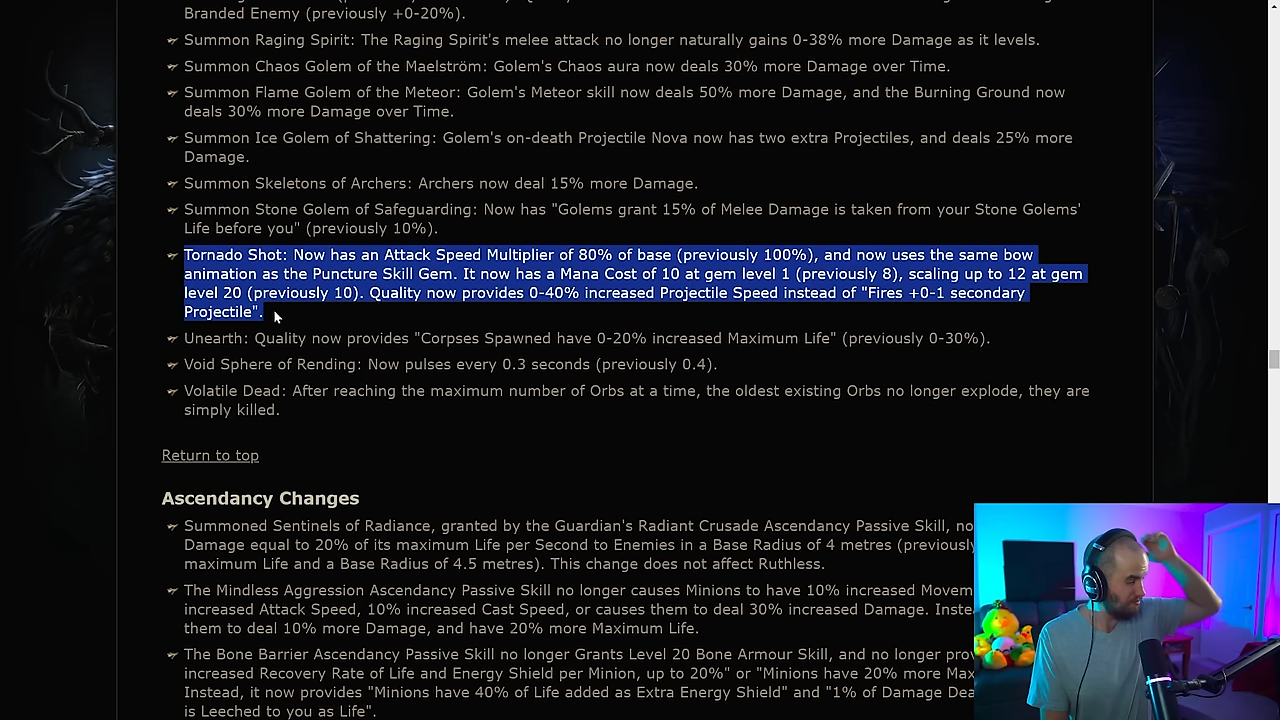 Branded Enemy (previously +0-20%).
Summon Raging Spirit: The Raging Spirit's melee attack no longer naturally gains 0-38% more Damage as it levels.
Summon Chaos Golem of the Maelström: Golem's Chaos aura now deals 30% more Damage over Time.
Summon Flame Golem of the Meteor: Golem's Meteor skill now deals 50% more Damage, and the Burning Ground now
deals 30% more Damage over Time.
Summon Ice Golem of Shattering: Golem's on-death Projectile Nova now has two extra Projectiles, and deals 25% more
Damage.
Summon Skeletons of Archers: Archers now deal 15% more Damage.
Summon Stone Golem of Safeguarding: Now has "Golems grant 15% of Melee Damage is taken from your Stone Golems'
Life before you" (previously 10%).
Tornado Shot: Now has an Attack Speed Multiplier of 80% of base (previously 100%), and now uses the same bow
animation as the Puncture Skill Gem. It now has a Mana Cost of 10 at gem level 1 (previously 8), scaling up to 12 at gem
level 20 (previously 10). Quality now provides 0-40% increased Projectile Speed instead of "Fires +0-1 secondary
Projectile".
Unearth: Quality now provides "Corpses Spawned have 0-20% increased Maximum Life" (previously 0-30%).
Void Sphere of Rending: Now pulses every 0.3 seconds (previously 0.4).
Volatile Dead: After reaching the maximum number of Orbs at a time, the oldest existing Orbs no longer explode, they are
simply killed.
Return to top
Ascendancy Changes
Summoned Sentinels of Radiance, granted by the Guardian's Radiant Crusade Ascendancy Passive Skill, no
Damage equal to 20% of its maximum Life per Second to Enemies in a Base Radius of 4 metres (previously
maximum Life and a Base Radius of 4.5 metres). This change does not affect Ruthless.
The Mindless Aggression Ascendancy Passive Skill no longer causes Minions to have 10% increased Movem
increased Attack Speed, 10% increased Cast Speed, or causes them to deal 30% increased Damage. Inste
them to deal 10% more Damage, and have 20% more Maximum Life.
The Bone Barrier Ascendancy Passive Skill no longer Grants Level 20 Bone Armour Skill, and no longer pro
increased Recovery Rate of Life and Energy Shield per Minion, up to 20%" or "Minions have 20% more Max
Instead, it now provides "Minions have 40% of Life added as Extra Energy Shield" and "1% of Damage Dea
is Leeched to you as Life".